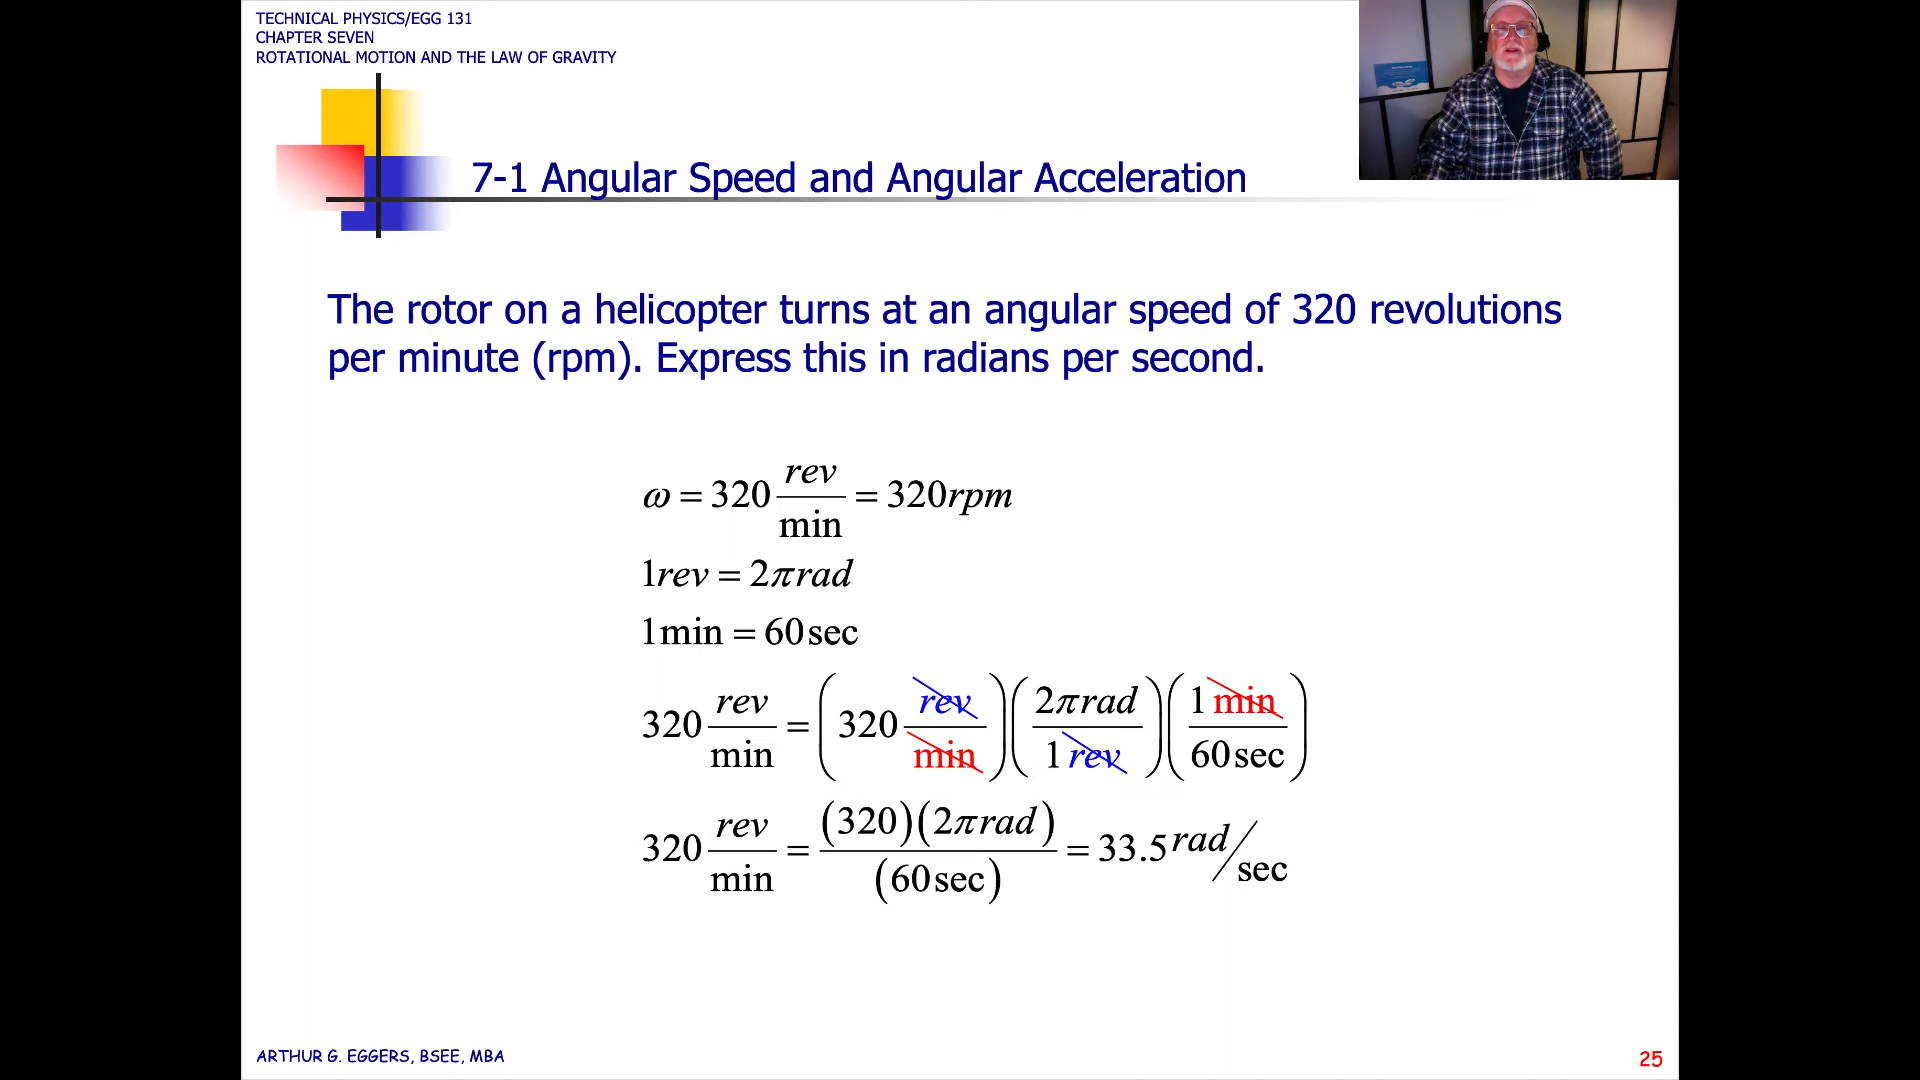 TECHNICAL PHYSICS/EGG 131
CHAPTER SEVEN
ROTATIONAL MOTION AND THE LAW OF GRAVITY
7-1 Angular Speed and Angular Acceleration
The rotor on a helicopter turns at an angular speed of 320 revolutions
per minute (rpm). Express this in radians per second.
ω = 320 rev/min = 320rpm
1rev = 2πrad
1min = 60sec
320 rev/min = (320 rev/min)(2πrad/1 rev)(1 min/60sec)
320 rev/min = (320)(2πrad)/(60sec) = 33.5 rad/sec
ARTHUR G. EGGERS, BSEE, MBA
25